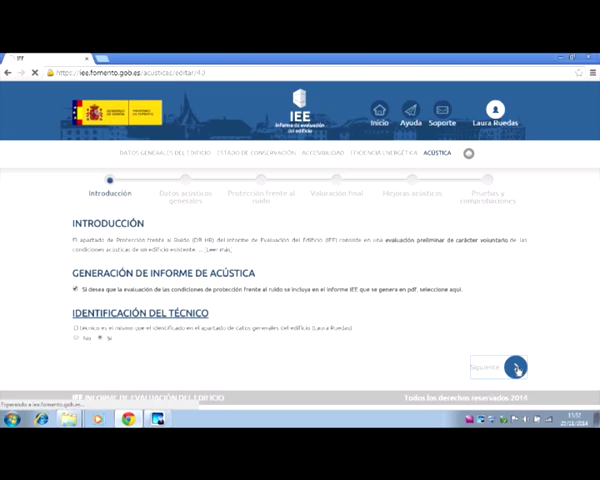 IEE
https://iee.fomento.gob.es/acusticas/editar/40
IEE
Informe de evaluación
del edificio
Inicio
Ayuda
Soporte
Laura Ruedas
DATOS GENERALES DEL EDIFICIO
ESTADO DE CONSERVACIÓN
ACCESIBILIDAD
EFICIENCIA ENERGÉTICA
ACÚSTICA
Introducción
Datos acústicos
generales
Protección frente al
ruido
Valoración final
Mejoras acústicas
Pruebas y
comprobaciones
INTRODUCCIÓN
El apartado de Protección frente al Ruido (DB HR) del Informe de Evaluación del Edificio (IEE) consiste en una evaluación preliminar de carácter voluntario de las
condiciones acústicas de un edificio existente. ... [Leer más]
GENERACIÓN DE INFORME DE ACÚSTICA
Si desea que la evaluación de las condiciones de protección frente al ruido se incluya en el informe IEE que se genera en pdf, seleccione aquí.
IDENTIFICACIÓN DEL TÉCNICO
El técnico es el mismo que el identificado en el apartado de datos generales del edificio (Laura Ruedas)
No
Si
Siguiente
IEE INFORME DE EVALUACIÓN DEL EDIFICIO
Todos los derechos reservados 2014
Esperando a iee.fomento.gob.es...